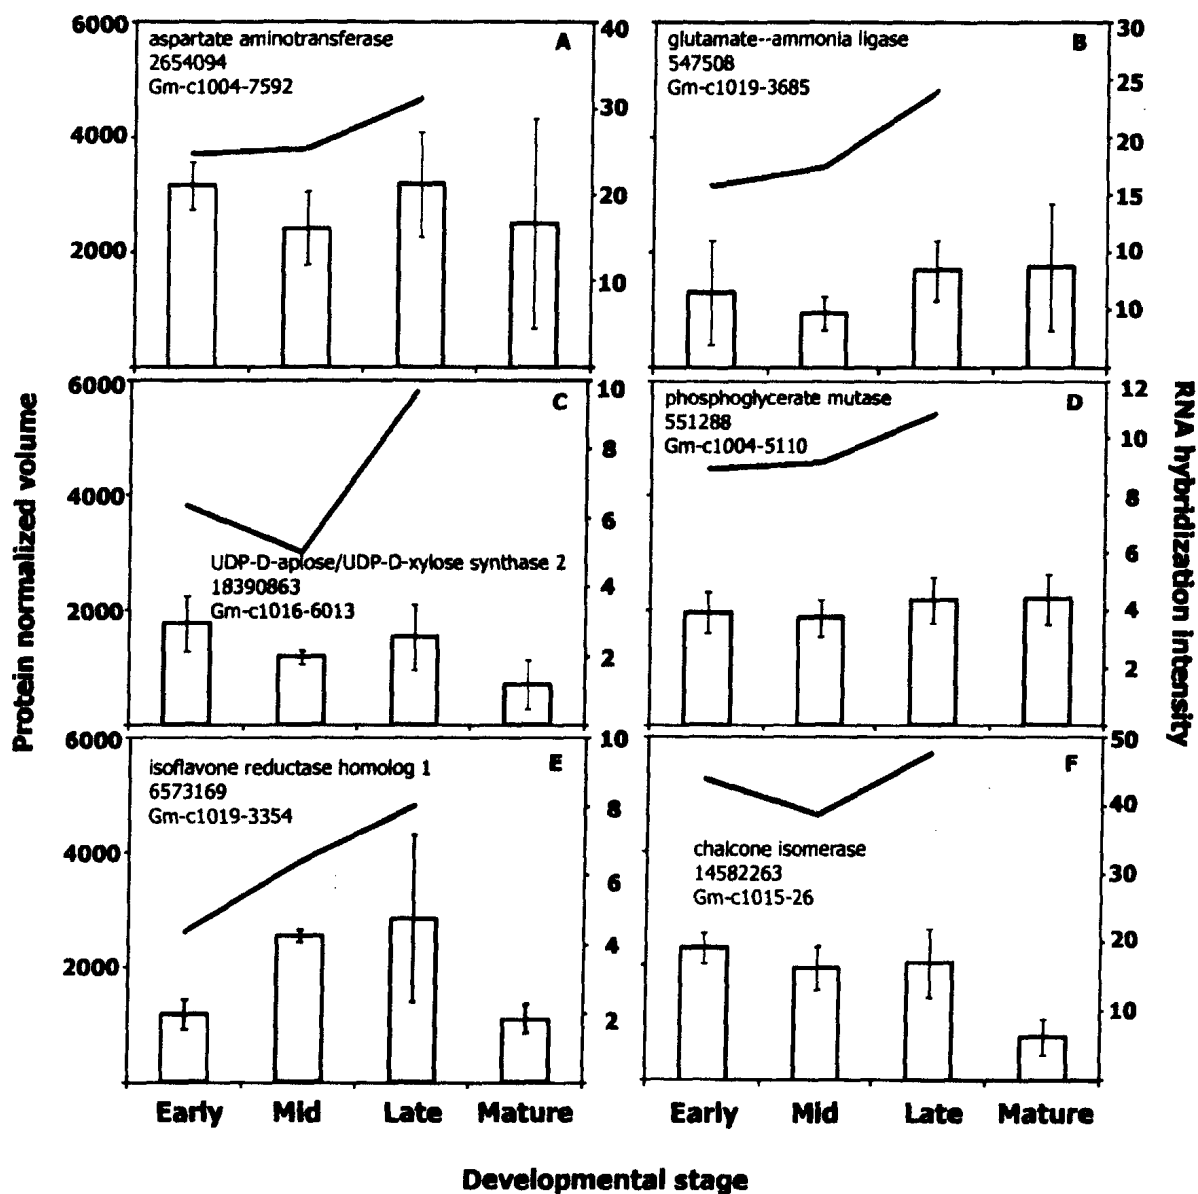 6000
4000
2000
aspartate aminotransferase
2654094
Gm-c1004-7592
A
40
30
20
10
glutamate--ammonia ligase
547508
Gm-c1019-3685
B
30
25
20
15
10
10
6000
4000
2000
C
UDP-D-apiose/UDP-D-xylose synthase 2
18390863
Gm-c1016-6013
10
8
6
4
2
phosphoglycerate mutase
551288
Gm-c1004-5110
D
12
10
8
6
4
2
6000
4000
2000
isoflavone reductase homolog 1
6573169
Gm-c1019-3354
E
10
8
6
4
2
F
chalcone isomerase
14582263
Gm-c1015-26
50
40
30
20
10
Protein normalized volume
RNA hybridization intensity
Early Mid Late Mature
Early Mid Late Mature
Developmental stage